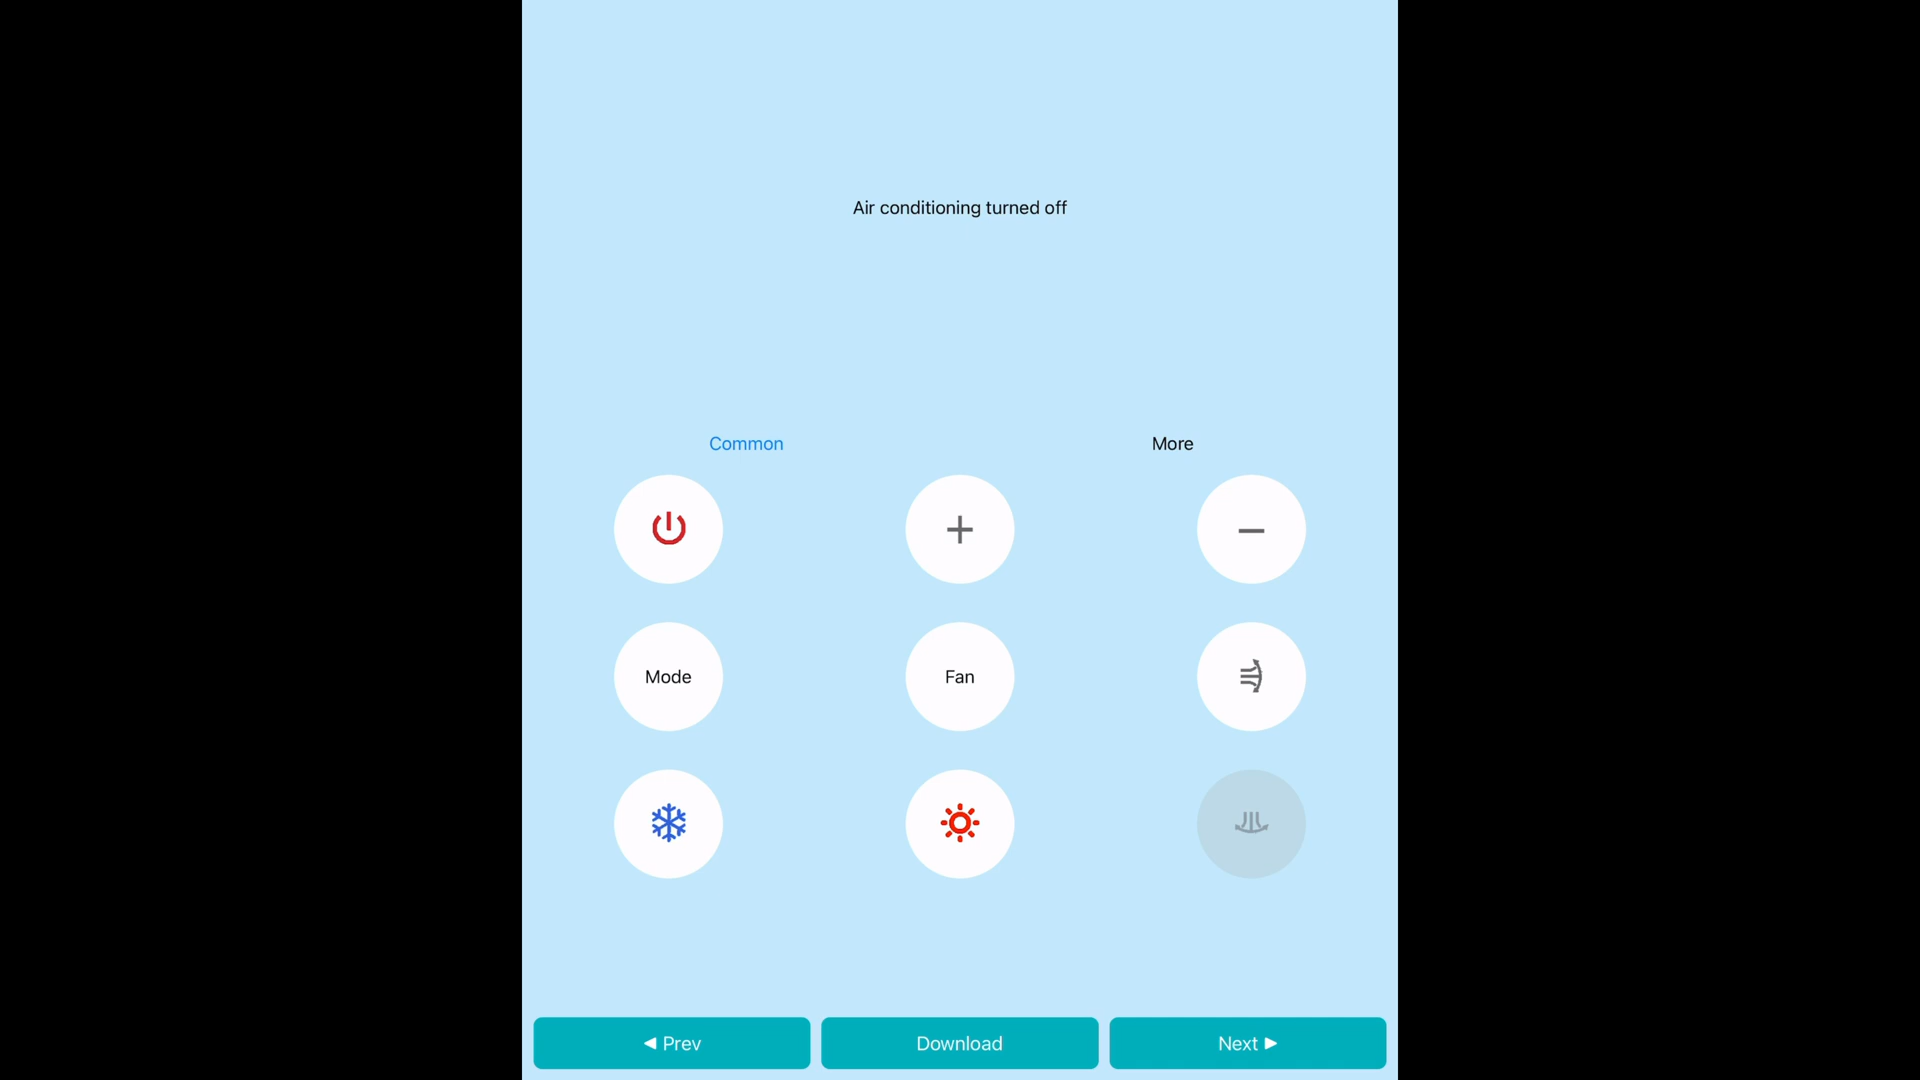 Air conditioning turned off
Common
More
Mode
Fan
Prev
Download
Next